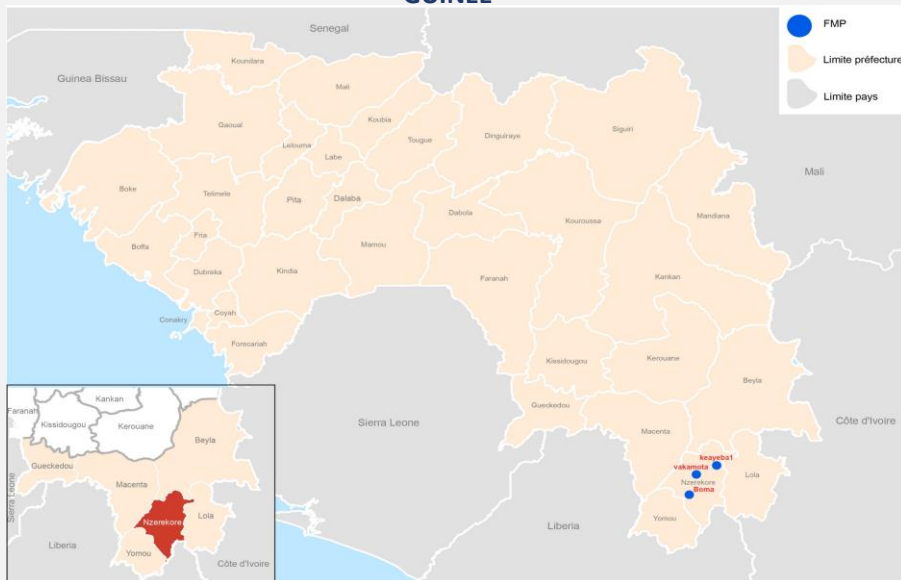 GUINEE
Senegal
FMP
Koundara
Limite préfecture
Mali
Guinea Bissau
Limite pays
Koubia
Gaoual
Siguiri
Tougue
Dinguiraye
Lelouma
Labe
Mali
Boke
Telimele
Pita
Dalaba
Dabola
Kouroussa
Mandiana
Fria
Boffa
Mamou
Dubreka
Kindia
Faranah
Kankan
Coyah
Conakry
Forecariah
Kissidougou
Kerouane
Beyla
Gueckedou
Sierra Leone
Côte d'Ivoire
Macenta
keayeba1
vakamota
Lola
Nzerekore
Boma
Yomou
Liberia
Kankan
Faranah
Kissidougou
Kerouane
Beyla
Gueckedou
Sierra Leone
Macenta
Nzerekore
Lola
Liberia
Yomou
Côte d'Ivoire